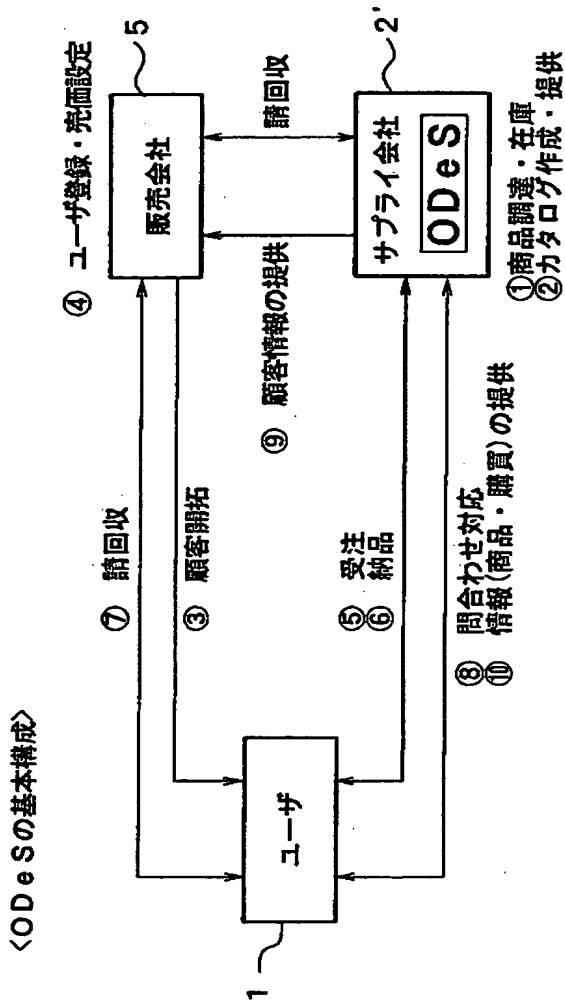 <ODeSの基本構成>
④ ユーザ登録・売価設定
5
販売会社
⑦ 請回収
③ 顧客開拓
⑨ 顧客情報の提供
請回収
1
ユーザ
⑤ 受注
⑥ 納品
2'
サプライ会社
ODeS
⑧ 問合わせ対応
⑩ 情報(商品・購買)の提供
①商品調達・在庫
②カタログ作成・提供